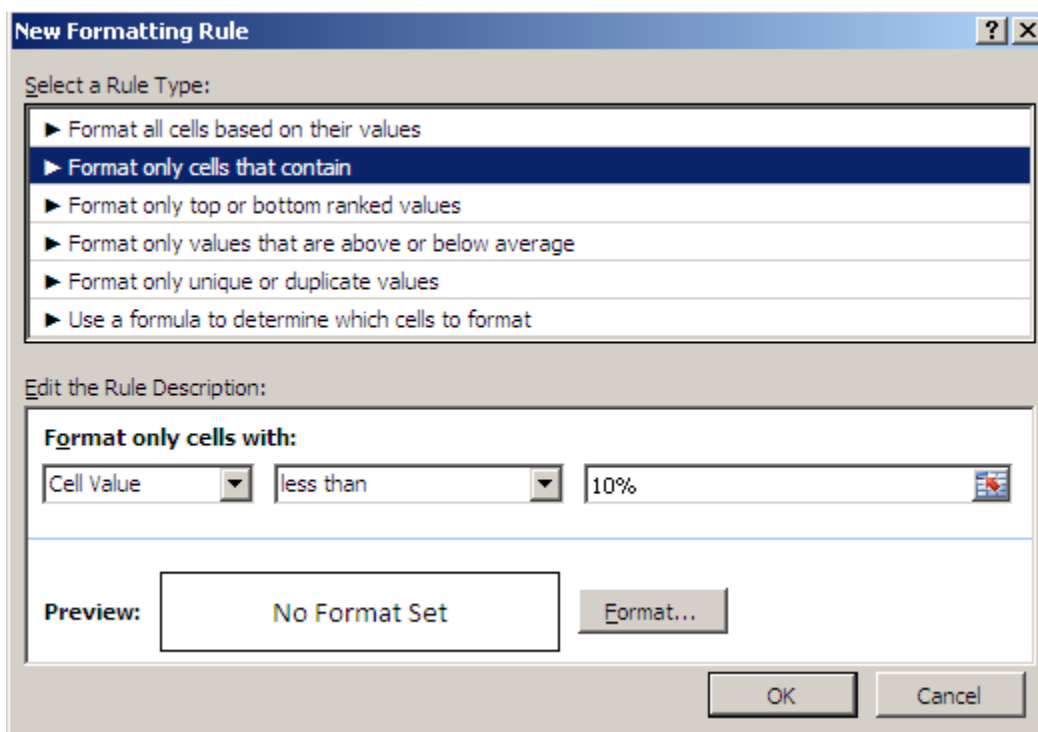 New Formatting Rule
Select a Rule Type:
► Format all cells based on their values
► Format only cells that contain
► Format only top or bottom ranked values
► Format only values that are above or below average
► Format only unique or duplicate values
► Use a formula to determine which cells to format
Edit the Rule Description:
Format only cells with:
Cell Value less than 10%
Preview: No Format Set Format...
OK Cancel